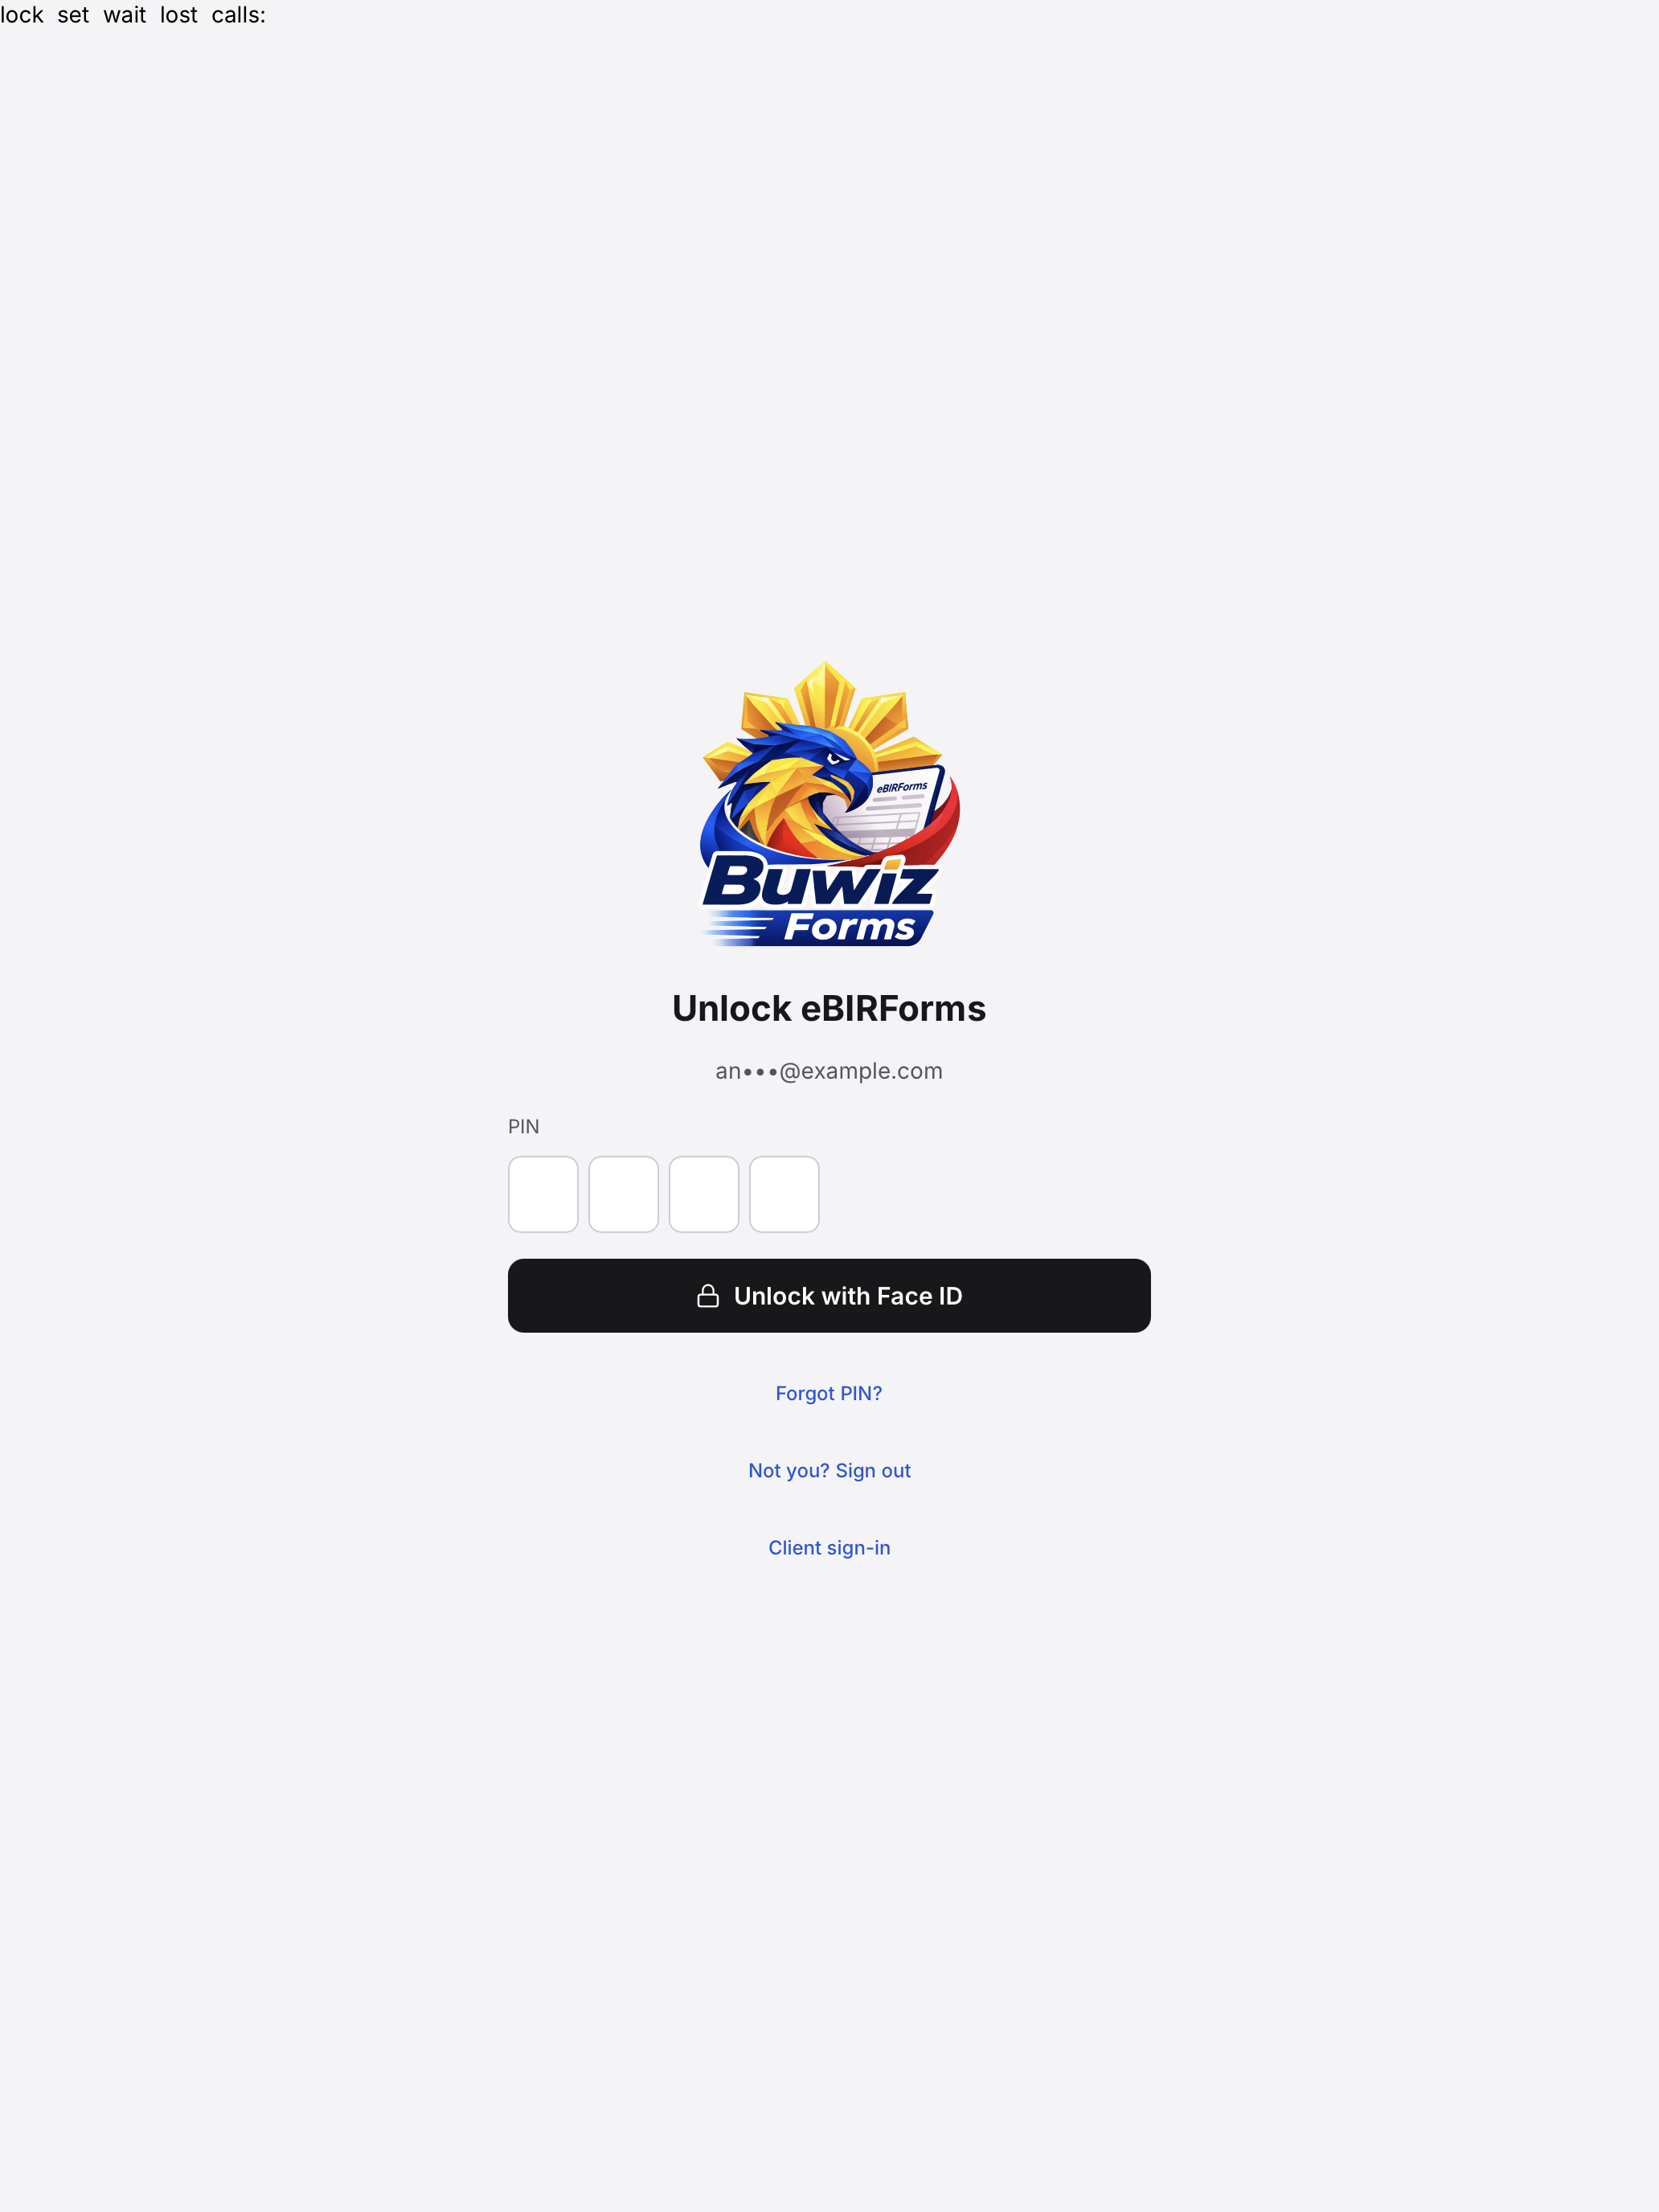 lock set wait lost calls:
eBIRForms
Buwiz
Forms
Unlock eBIRForms
an•••@example.com
PIN
Unlock with Face ID
Forgot PIN?
Not you? Sign out
Client sign-in